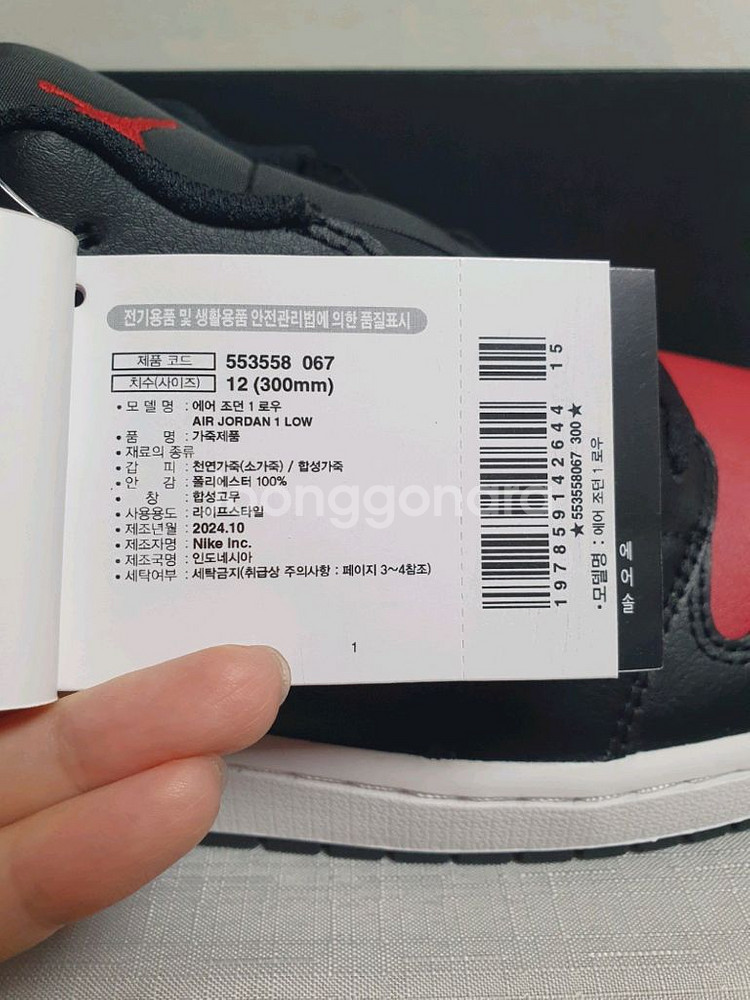 전기용품 및 생활용품 안전관리법에 의한 품질표시
제품 코드 553558 067
치수(사이즈) 12 (300mm)
• 모 델 명 : 에어 조던 1 로우
AIR JORDAN 1 LOW
• 품 명 : 가죽제품
• 재료의 종류
• 갑 피 : 천연가죽(소가죽) / 합성가죽
• 안 감 : 폴리에스터 100%
• 창 : 합성고무
• 사용용도 : 라이프스타일
• 제조년월 : 2024.10
• 제조자명 : Nike Inc.
• 제조국명 : 인도네시아
• 세탁여부 : 세탁금지(취급상 주의사항 : 페이지 3~4참조)
1
15
197859142644
★553558067 300★
• 모델명 : 에어 조던 1 로우
에어 솔
joonggonara